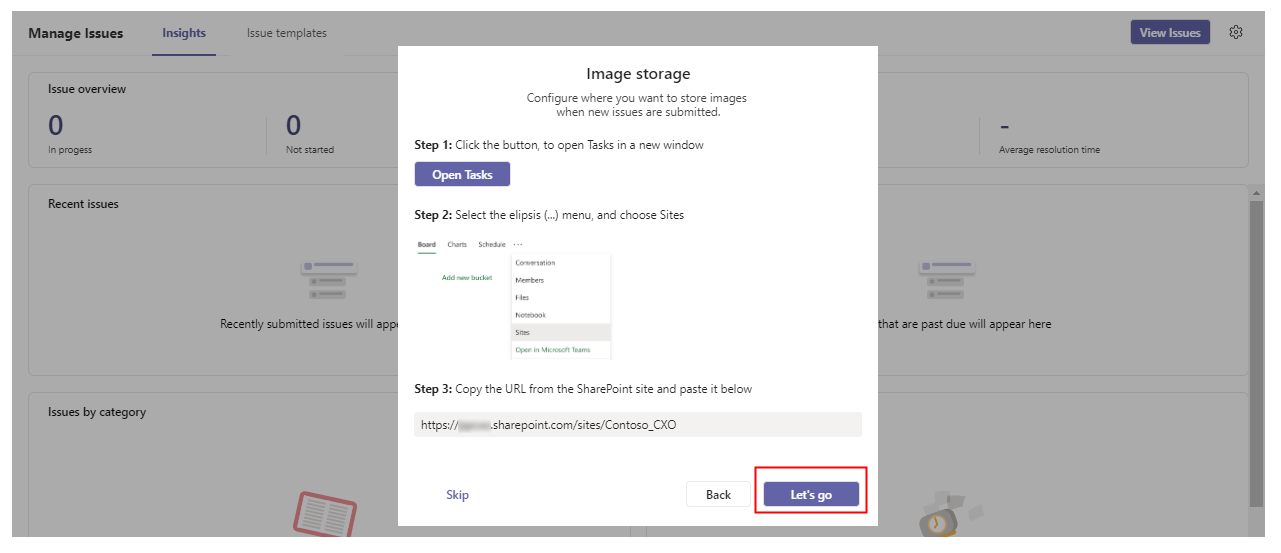 Manage Issues
Insights
Issue templates
View Issues
Issue overview
0
In progess
0
Not started
-
Average resolution time
Recent issues
Recently submitted issues will appe
that are past due will appear here
Issues by category
Image storage
Configure where you want to store images
when new issues are submitted.
Step 1: Click the button, to open Tasks in a new window
Open Tasks
Step 2: Select the elipsis (...) menu, and choose Sites
Board Charts Schedule ···
Add new bucket
Conversation
Members
Files
Notebook
Sites
Open in Microsoft Teams
Step 3: Copy the URL from the SharePoint site and paste it below
https://.sharepoint.com/sites/Contoso_CXO
Skip
Back
Let's go